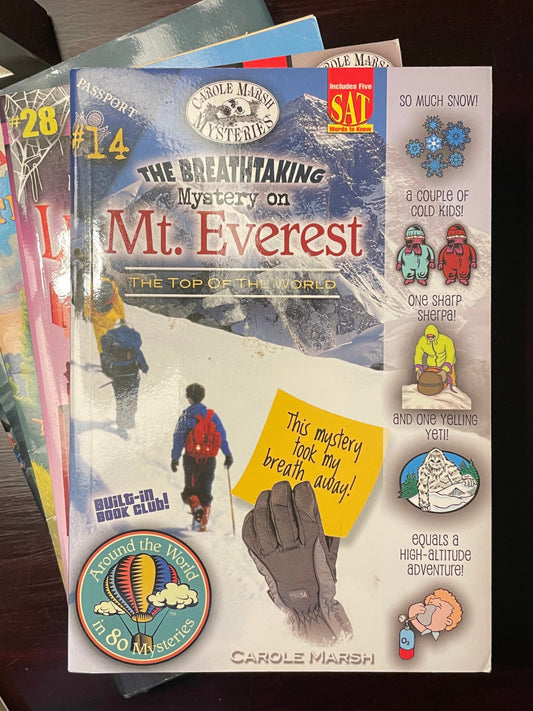 PASSPORT
#28
#14
CAROLE MARSH
MYSTERIES
CAROLE MARSH
Includes Five
SAT
Words to Know
THE BREATHTAKING
Mystery on
Mt. Everest
THE TOP OF THE WORLD
SO MUCH SNOW!
A COUPLE OF
COLD KIDS!
ONE SHARP
SHERPA!
AND ONE YELLING
YETI!
EQUALS A
HIGH-ALTITUDE
ADVENTURE!
O2
This mystery
took my
breath away!
BUILT-IN
BOOK CLUB!
Around the World
in 80 Mysteries
CAROLE MARSH